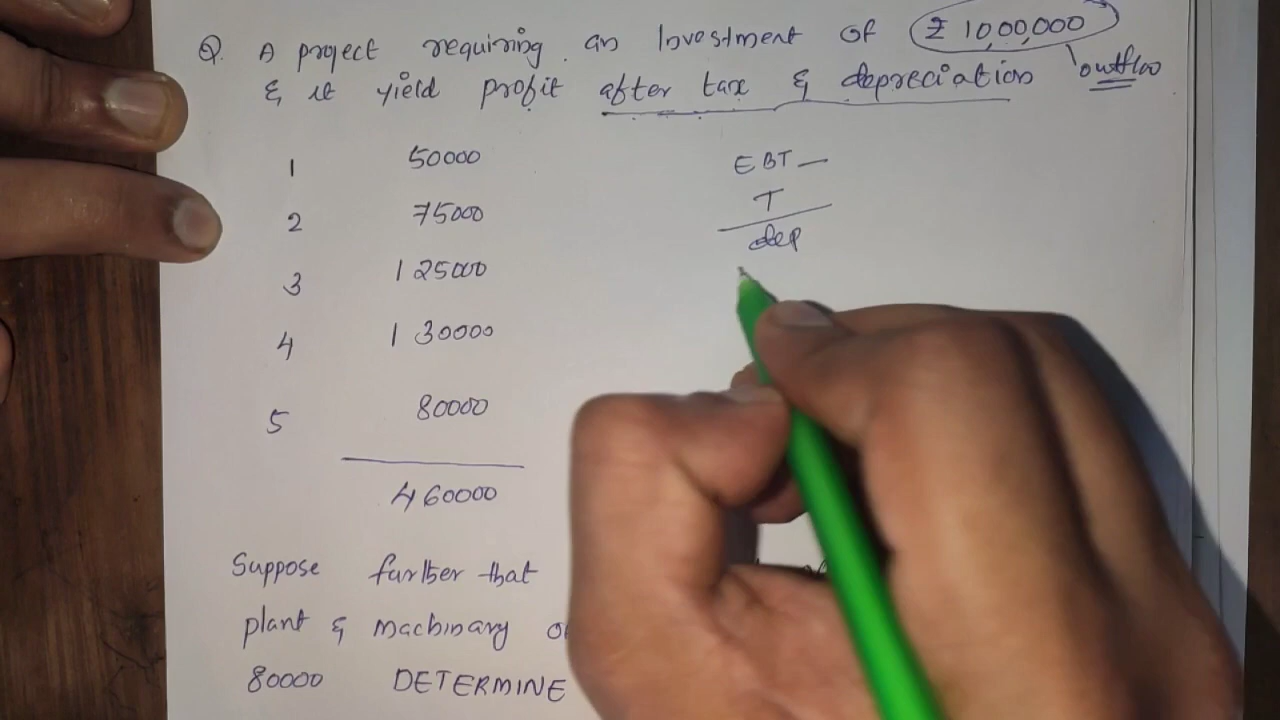 Q. A project requiring an Investment of ₹ 10,00,000
& it yield profit after tax & depreciation outflow
1 50000 EBT —
T
2 75000
dep
3 125000
4 130000
5 80000
460000
Suppose further that
plant & machinary
80000 DETERMINE